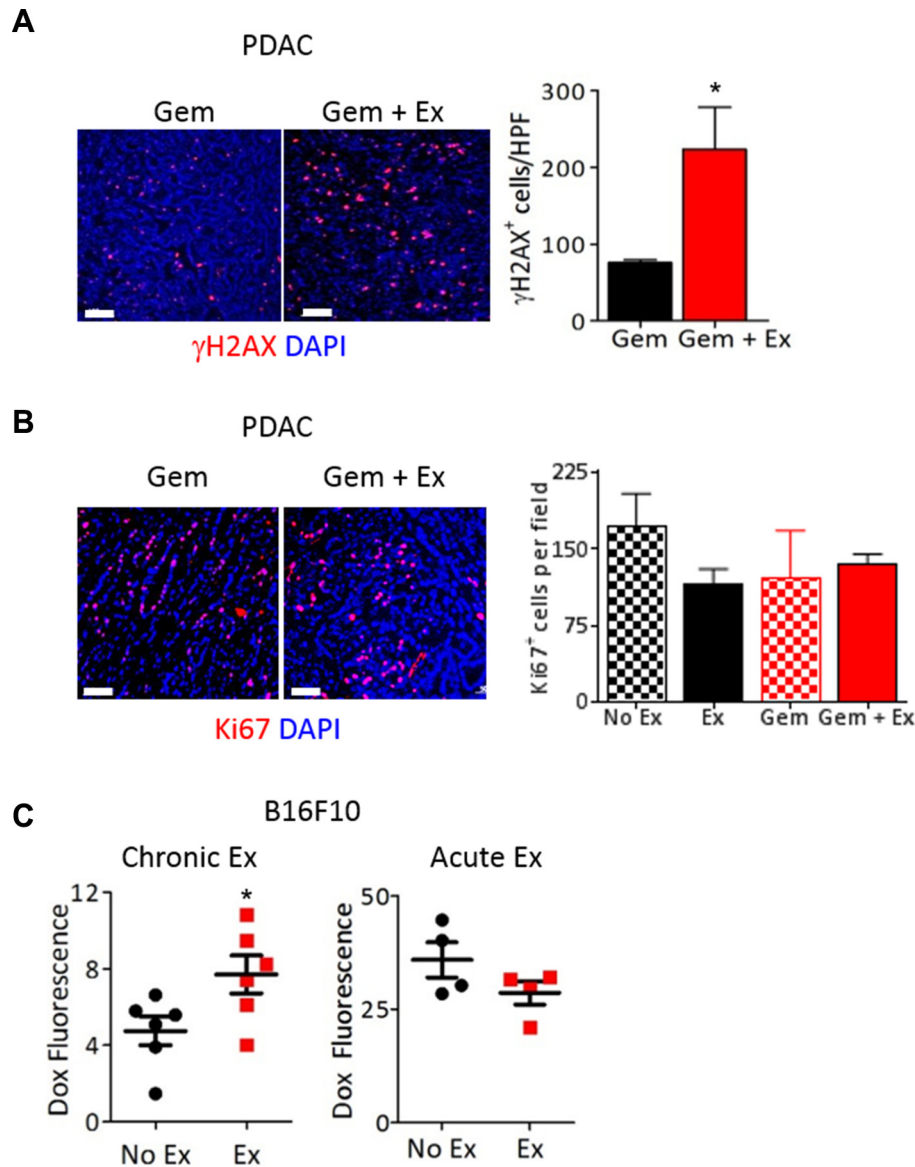 A
PDAC
Gem
Gem + Ex
γH2AX DAPI
γH2AX⁺ cells/HPF
300
200
100
0
*
Gem
Gem + Ex
B
PDAC
Gem
Gem + Ex
Ki67 DAPI
Ki67⁺ cells per field
225
150
75
0
No Ex
Ex
Gem
Gem + Ex
C
B16F10
Chronic Ex
Dox Fluorescence
12
8
4
0
*
No Ex
Ex
Acute Ex
Dox Fluorescence
50
25
0
No Ex
Ex